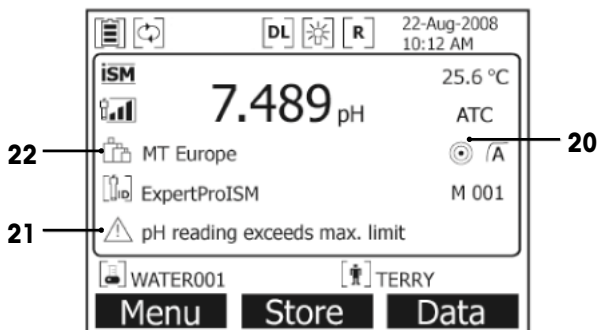 DL R 22-Aug-2008
10:12 AM
iSM 25.6 °C
7.489 pH ATC
20
22 MT Europe A
ID ExpertProISM M 001
21 pH reading exceeds max. limit
WATER001 TERRY
Menu Store Data